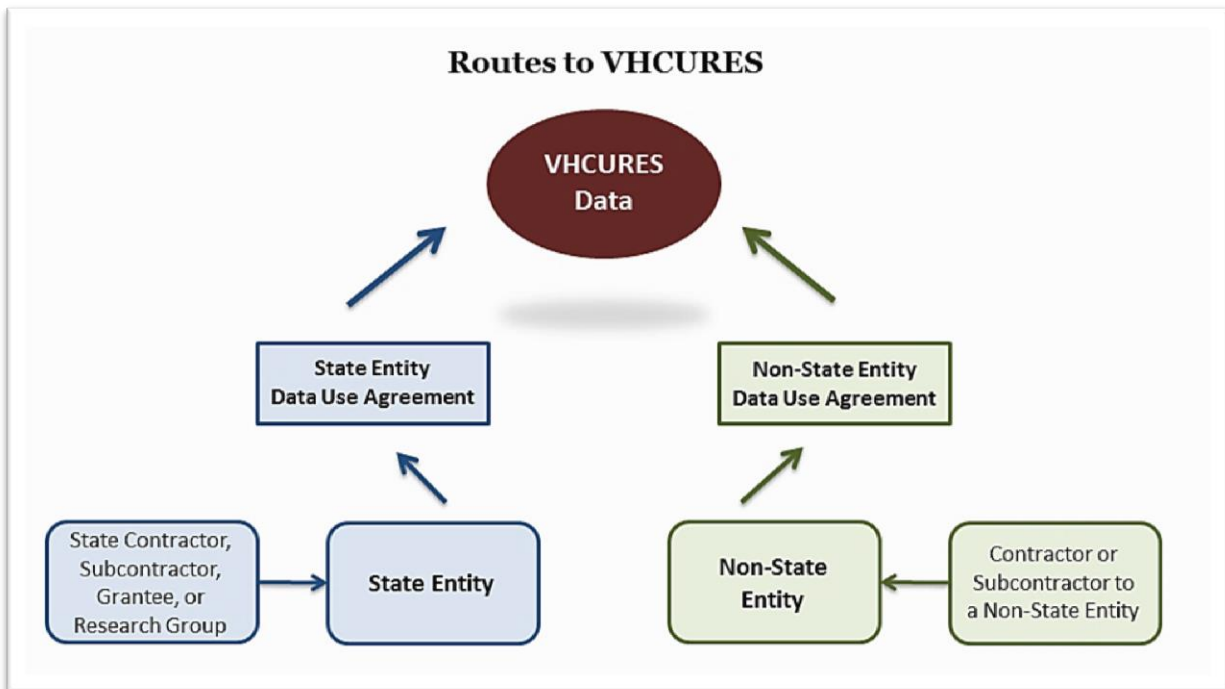 Routes to VHCURES
VHCURES
Data
State Entity
Data Use Agreement
Non-State Entity
Data Use Agreement
State Contractor,
Subcontractor,
Grantee, or
Research Group
State Entity
Non-State
Entity
Contractor or
Subcontractor to
a Non-State Entity